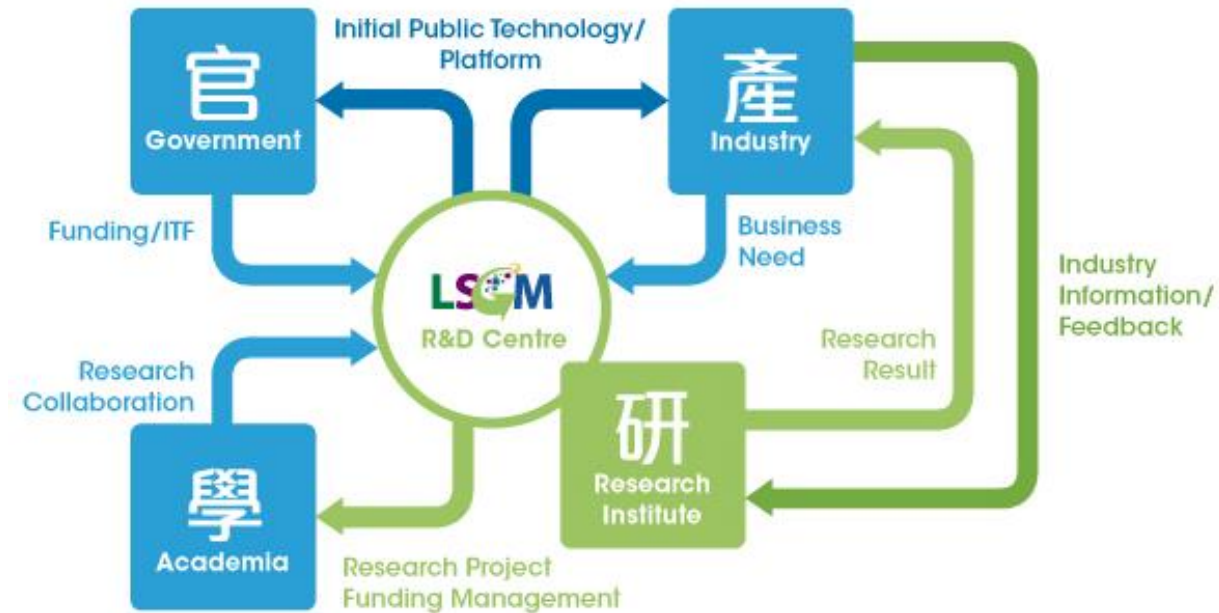 Initial Public Technology/
Platform
官
Government
產
Industry
Funding/ITF
Business
Need
LSCM
R&D Centre
Industry
Information/
Feedback
Research
Collaboration
Research
Result
學
Academia
研
Research
Institute
Research Project
Funding Management